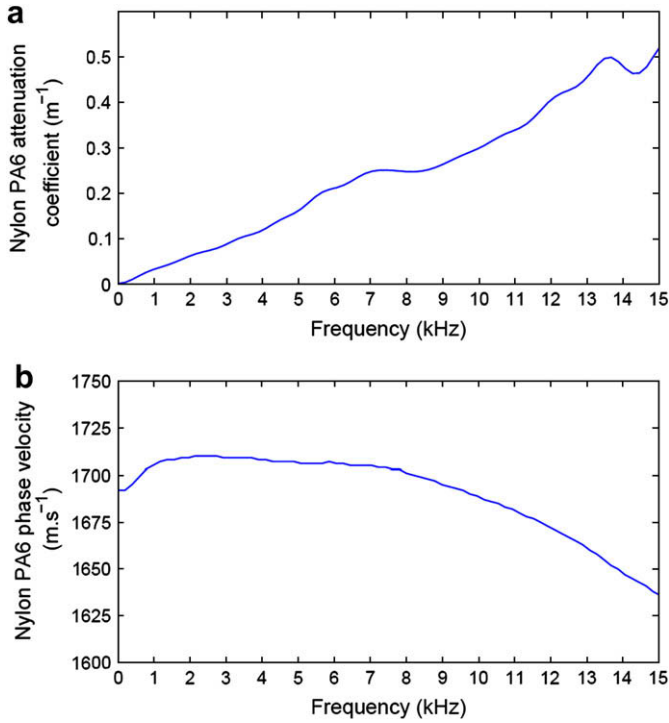 a
Nylon PA6 attenuation
coefficient (m⁻¹)
0.5
0.4
0.3
0.2
0.1
0
0 1 2 3 4 5 6 7 8 9 10 11 12 13 14 15
Frequency (kHz)
b
Nylon PA6 phase velocity
(m.s⁻¹)
1750
1725
1700
1675
1650
1625
1600
0 1 2 3 4 5 6 7 8 9 10 11 12 13 14 15
Frequency (kHz)